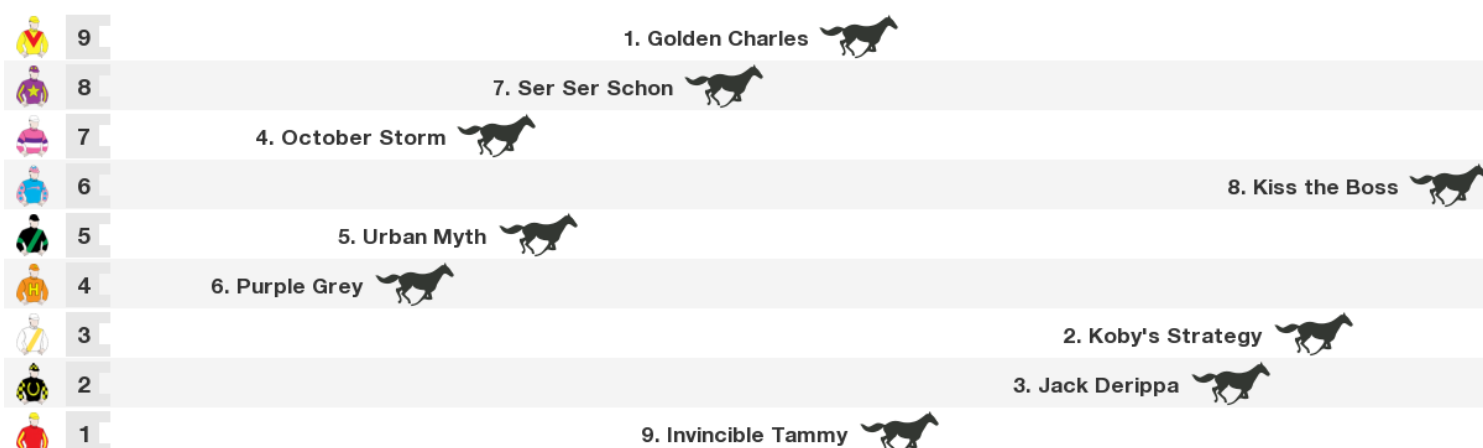 9 1. Golden Charles
8 7. Ser Ser Schon
7 4. October Storm
6 8. Kiss the Boss
5 5. Urban Myth
H 4 6. Purple Grey
3 2. Koby's Strategy
2 3. Jack Derippa
1 9. Invincible Tammy